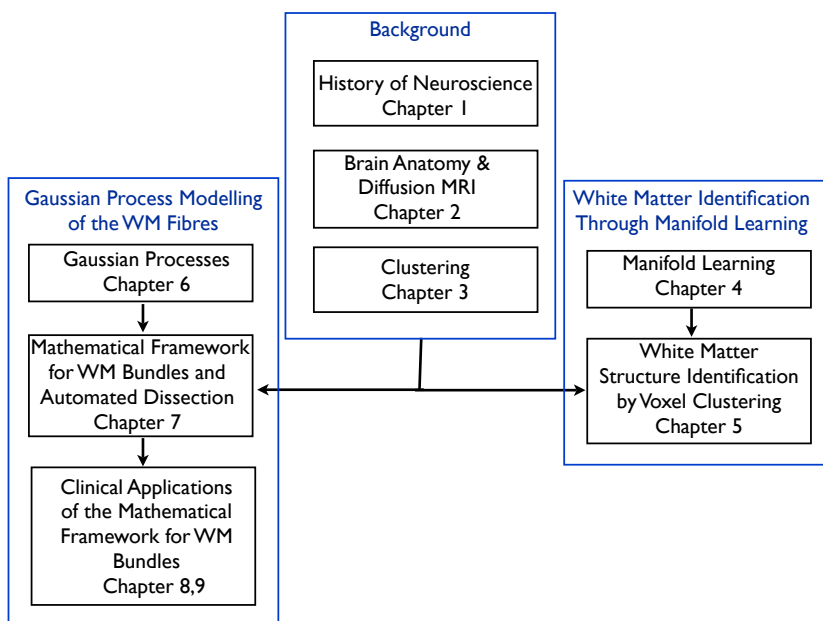 Background
History of Neuroscience
Chapter 1
Brain Anatomy &
Diffusion MRI
Chapter 2
Clustering
Chapter 3
Gaussian Process Modelling
of the WM Fibres
Gaussian Processes
Chapter 6
Mathematical Framework
for WM Bundles and
Automated Dissection
Chapter 7
Clinical Applications
of the Mathematical
Framework for WM
Bundles
Chapter 8,9
White Matter Identification
Through Manifold Learning
Manifold Learning
Chapter 4
White Matter
Structure Identification
by Voxel Clustering
Chapter 5